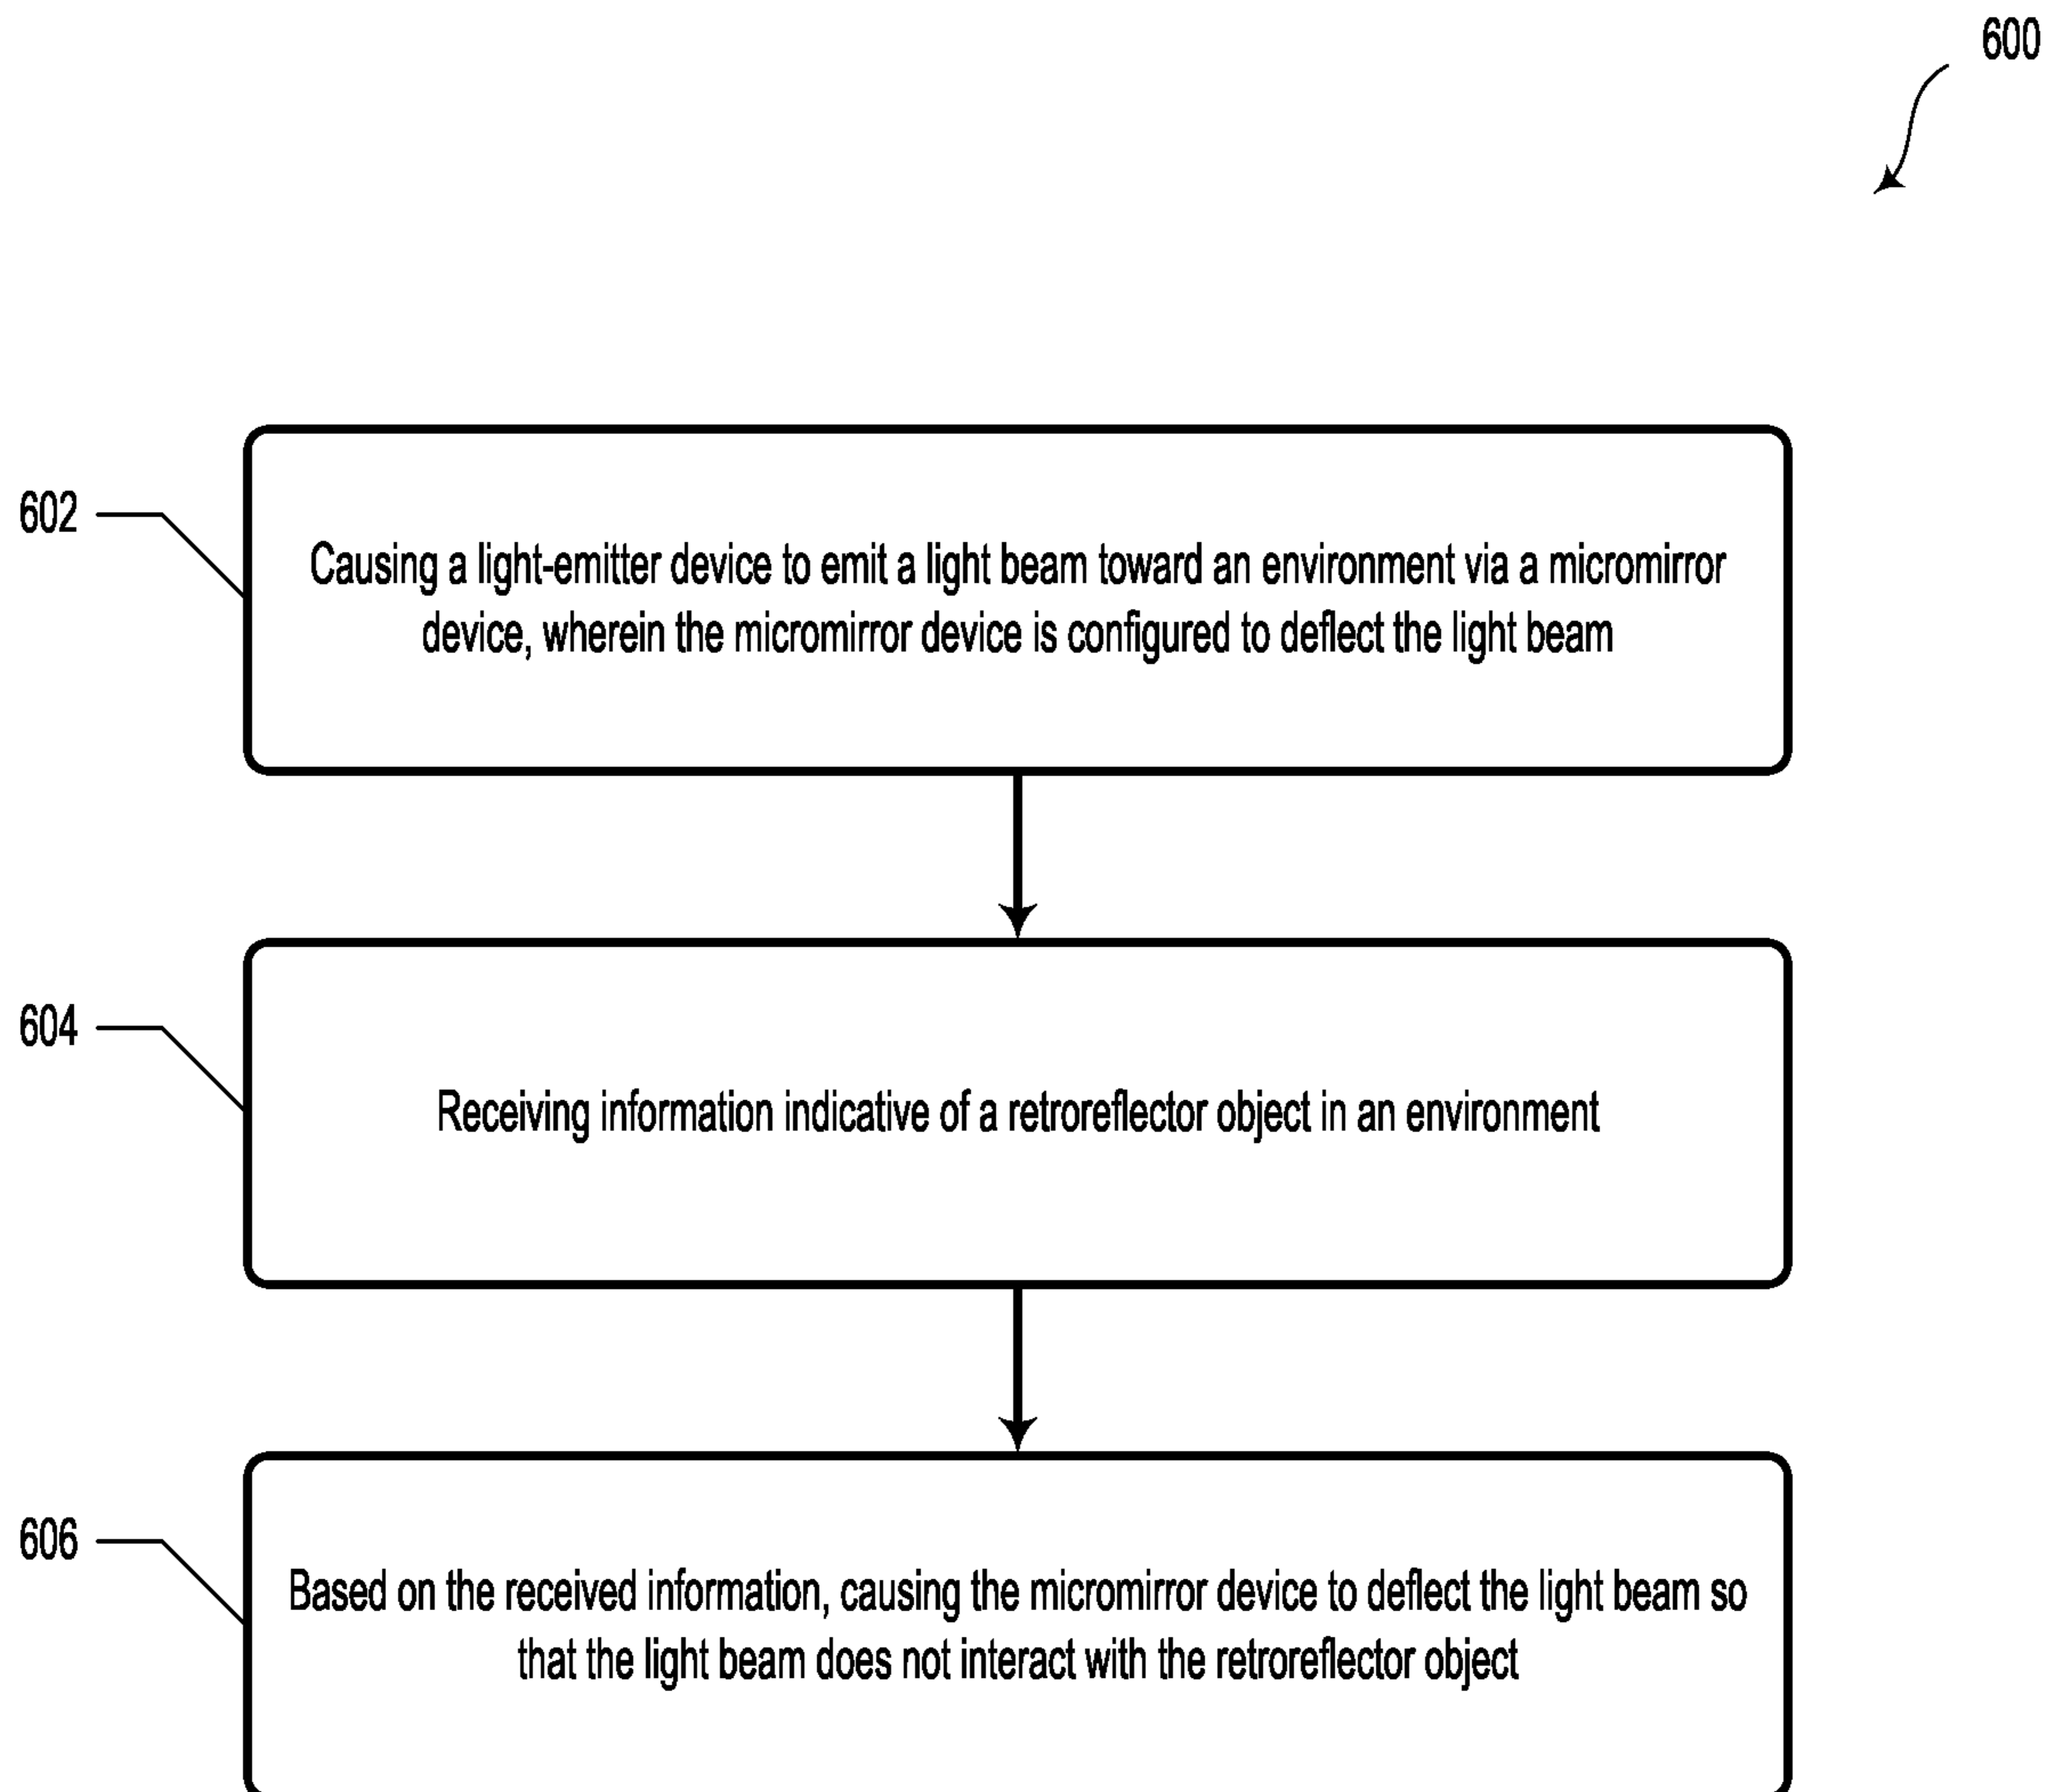 600
602
Causing a light-emitter device to emit a light beam toward an environment via a micromirror
device, wherein the micromirror device is configured to deflect the light beam
604
Receiving information indicative of a retroreflector object in an environment
606
Based on the received information, causing the micromirror device to deflect the light beam so
that the light beam does not interact with the retroreflector object